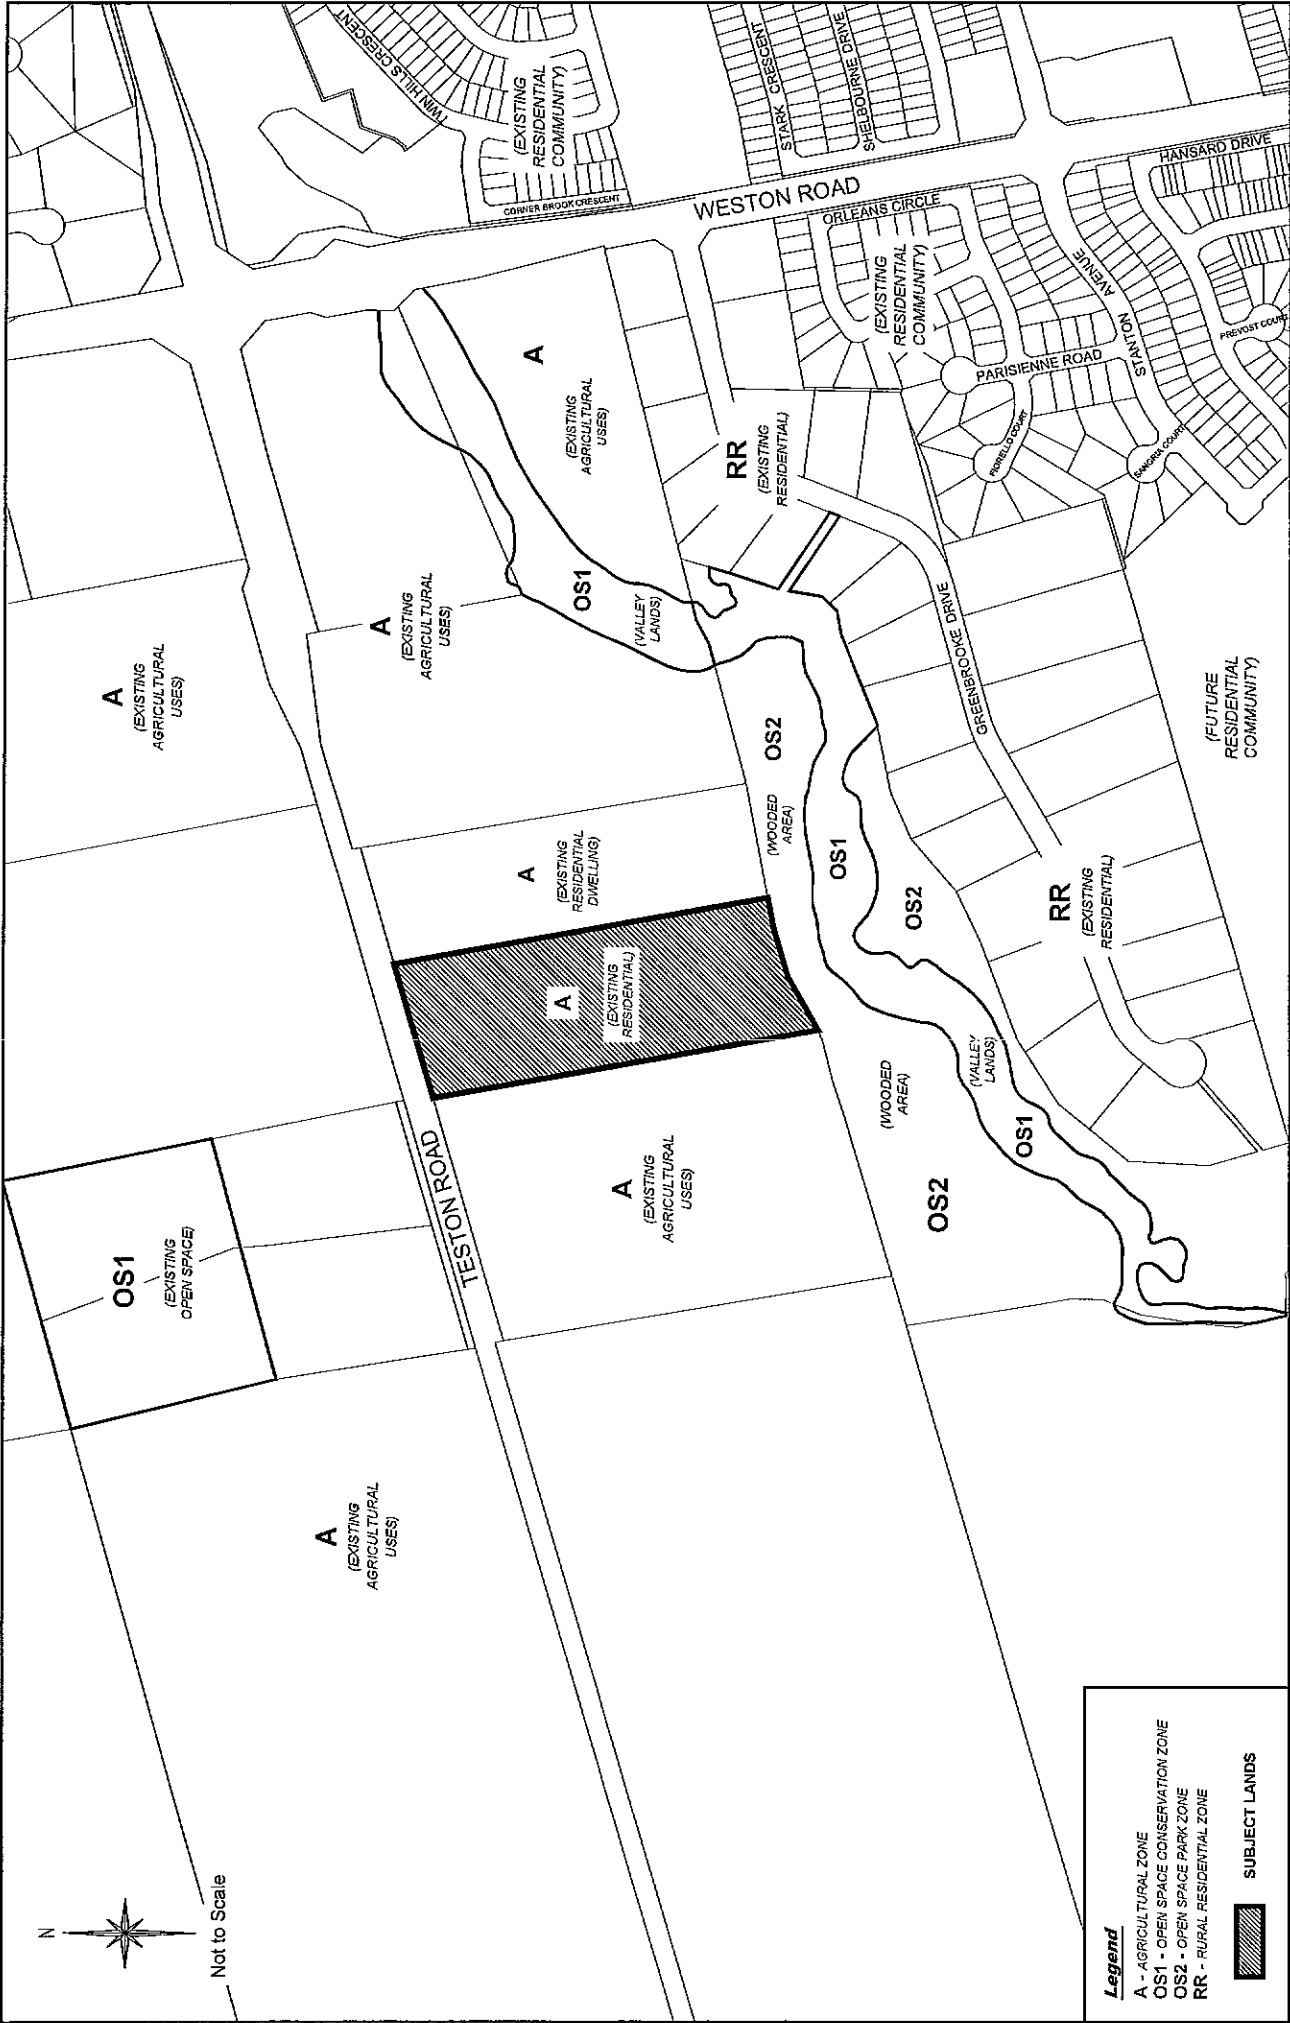 N
Not to Scale
OS1
(EXISTING
OPEN SPACE)
A
(EXISTING
AGRICULTURAL
USES)
A
(EXISTING
AGRICULTURAL
USES)
TESTON ROAD
A
(EXISTING
AGRICULTURAL
USES)
A
(EXISTING
RESIDENTIAL)
A
(EXISTING
RESIDENTIAL
DWELLING)
A
(EXISTING
AGRICULTURAL
USES)
A
(EXISTING
AGRICULTURAL
USES)
OS1
(VALLEY
LANDS)
OS2
(WOODED
AREA)
OS1
OS2
(WOODED
AREA)
OS2
(VALLEY
LANDS)
OS1
RR
(EXISTING
RESIDENTIAL)
RR
(EXISTING
RESIDENTIAL)
GREENBROOKE DRIVE
(FUTURE
RESIDENTIAL
COMMUNITY)
TWIN HILLS CRESCENT
(EXISTING
RESIDENTIAL
COMMUNITY)
CORNER BROOK CRESCENT
WESTON ROAD
STARK CRESCENT
SHELBOURNE DRIVE
ORLEANS CIRCLE
(EXISTING
RESIDENTIAL
COMMUNITY)
HANSARD DRIVE
STANTON AVENUE
PARISIENNE ROAD
PREVOST COURT
FIORELLO COURT
SANGRIA COURT
Legend
A - AGRICULTURAL ZONE
OS1 - OPEN SPACE CONSERVATION ZONE
OS2 - OPEN SPACE PARK ZONE
RR - RURAL RESIDENTIAL ZONE
SUBJECT LANDS